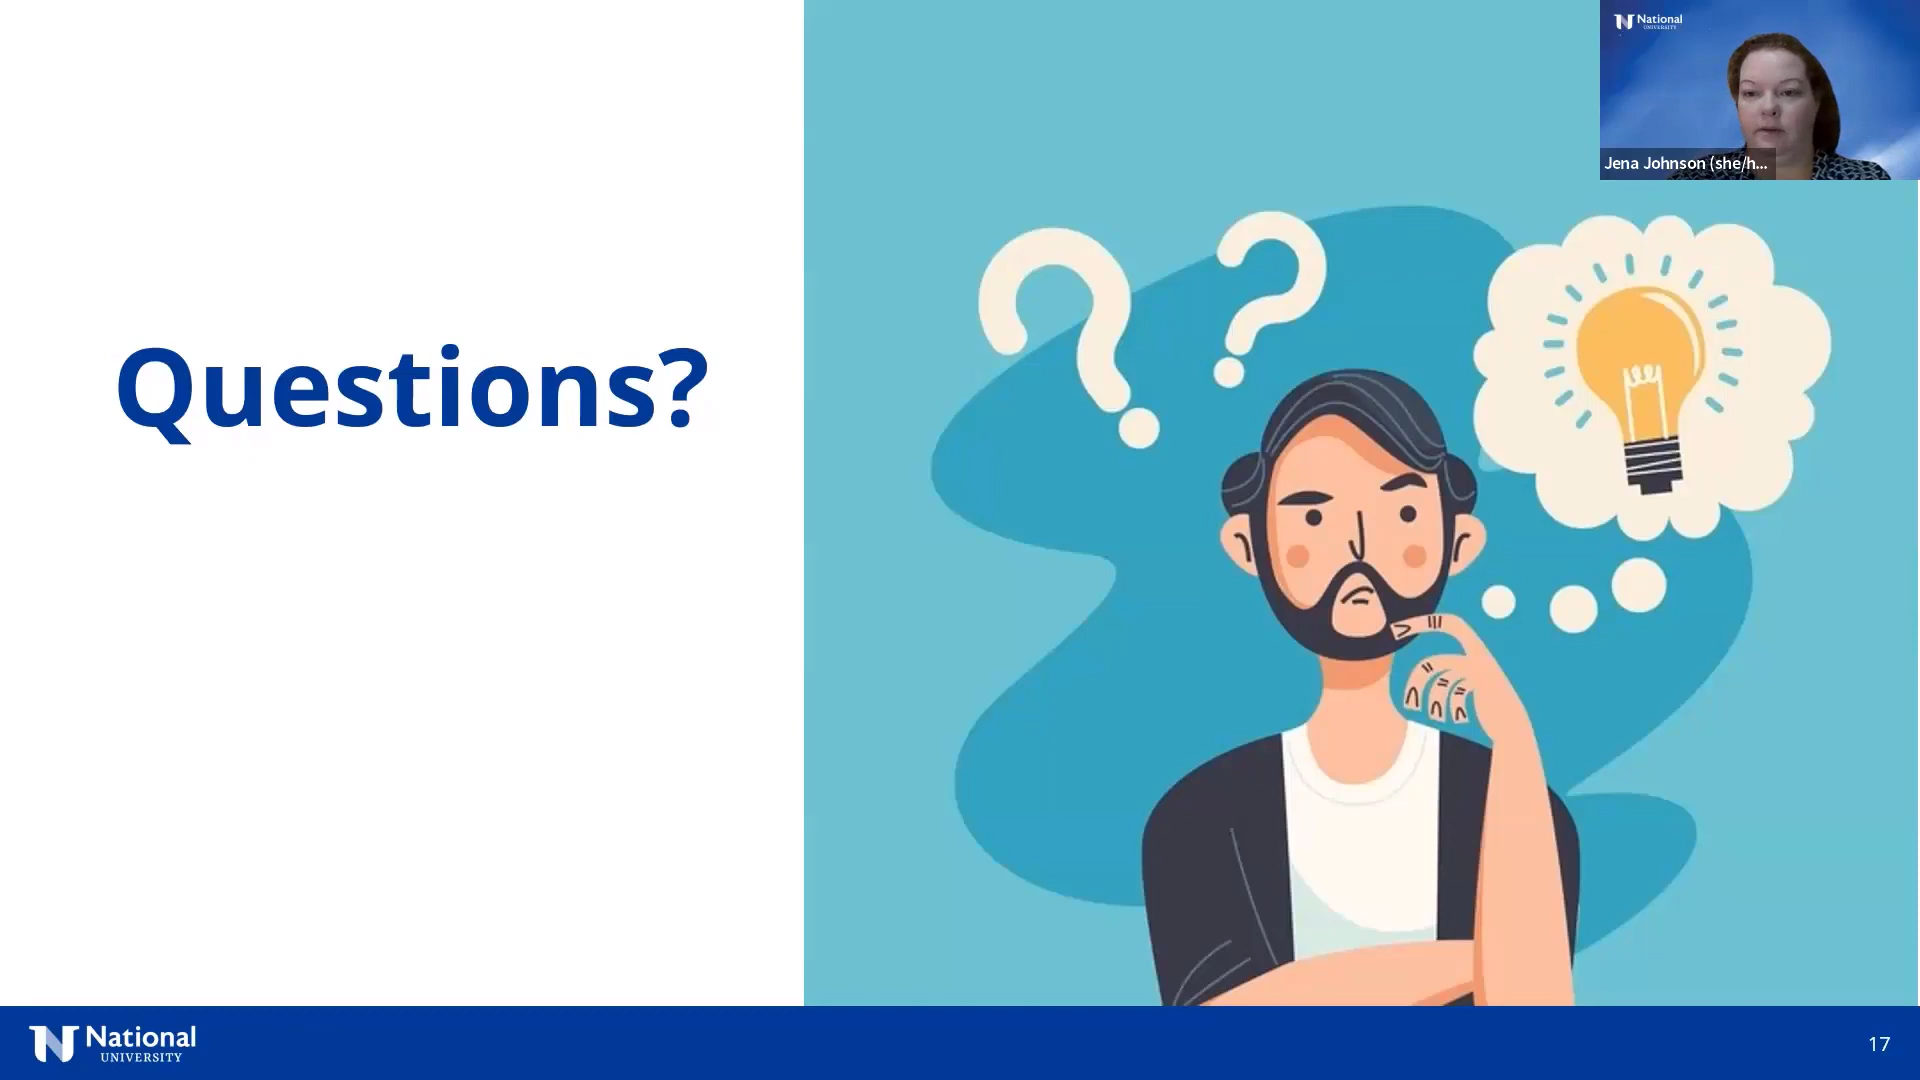 National
UNIVERSITY
Jena Johnson (she/h...
Questions?
National
UNIVERSITY
17